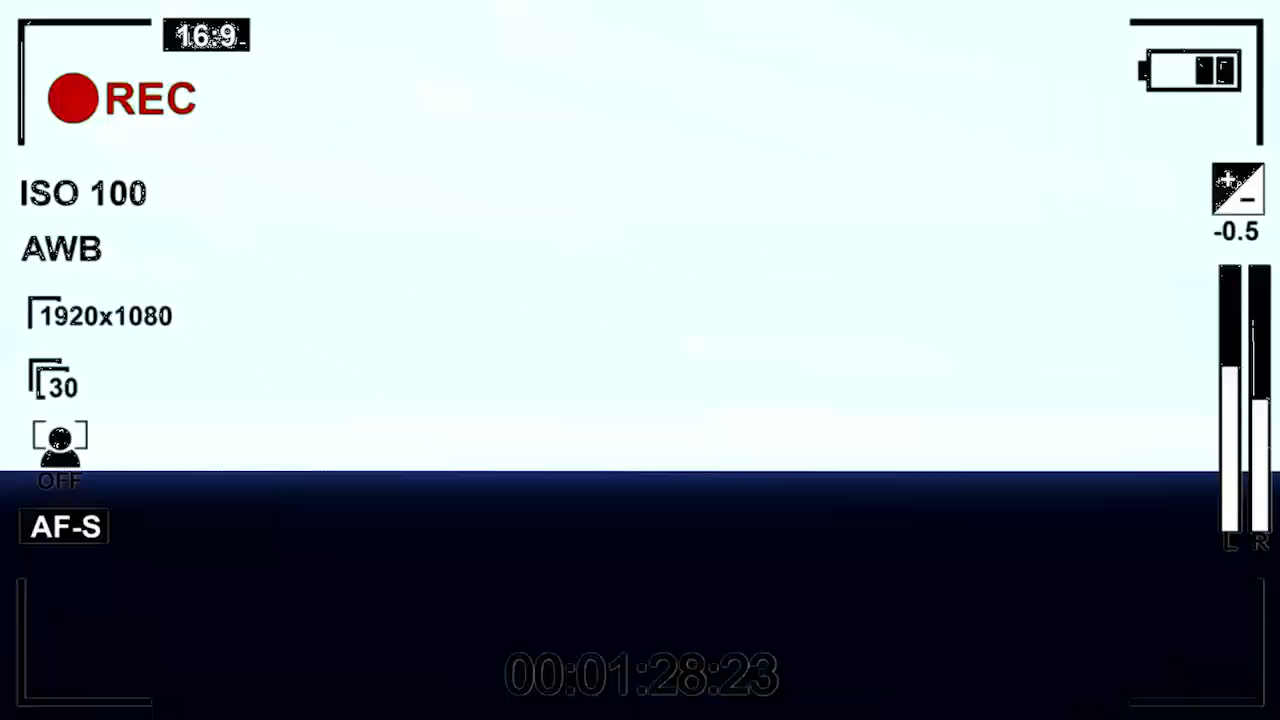 16:9
REC
ISO 100
AWB
-0.5
1920x1080
30
OFF
AF-S
L R
00:01:28:23